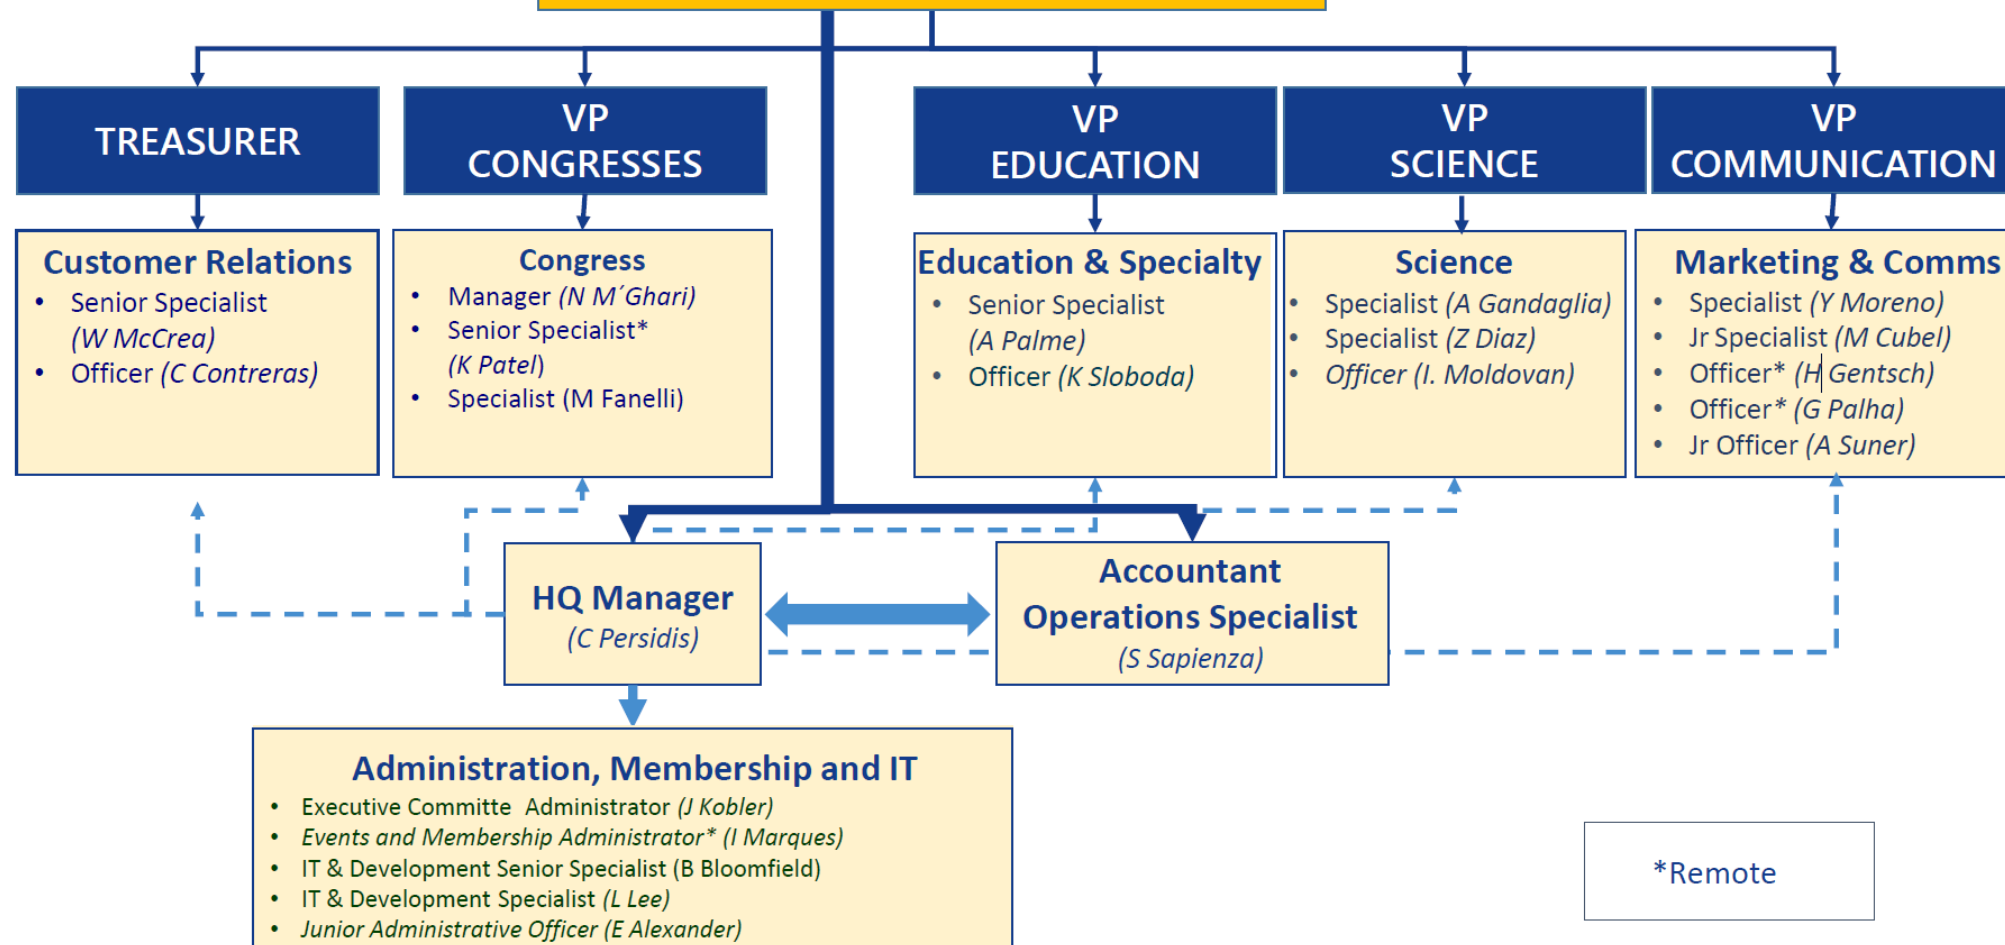 TREASURER
VP
CONGRESSES
VP
EDUCATION
VP
SCIENCE
VP
COMMUNICATION
Customer Relations
• Senior Specialist
(W McCrea)
• Officer (C Contreras)
Congress
• Manager (N M´Ghari)
• Senior Specialist*
(K Patel)
• Specialist (M Fanelli)
Education & Specialty
• Senior Specialist
(A Palme)
• Officer (K Sloboda)
Science
• Specialist (A Gandaglia)
• Specialist (Z Diaz)
• Officer (I. Moldovan)
Marketing & Comms
• Specialist (Y Moreno)
• Jr Specialist (M Cubel)
• Officer* (H Gentsch)
• Officer* (G Palha)
• Jr Officer (A Suner)
HQ Manager
(C Persidis)
Accountant
Operations Specialist
(S Sapienza)
Administration, Membership and IT
• Executive Committe Administrator (J Kobler)
• Events and Membership Administrator* (I Marques)
• IT & Development Senior Specialist (B Bloomfield)
• IT & Development Specialist (L Lee)
• Junior Administrative Officer (E Alexander)
*Remote